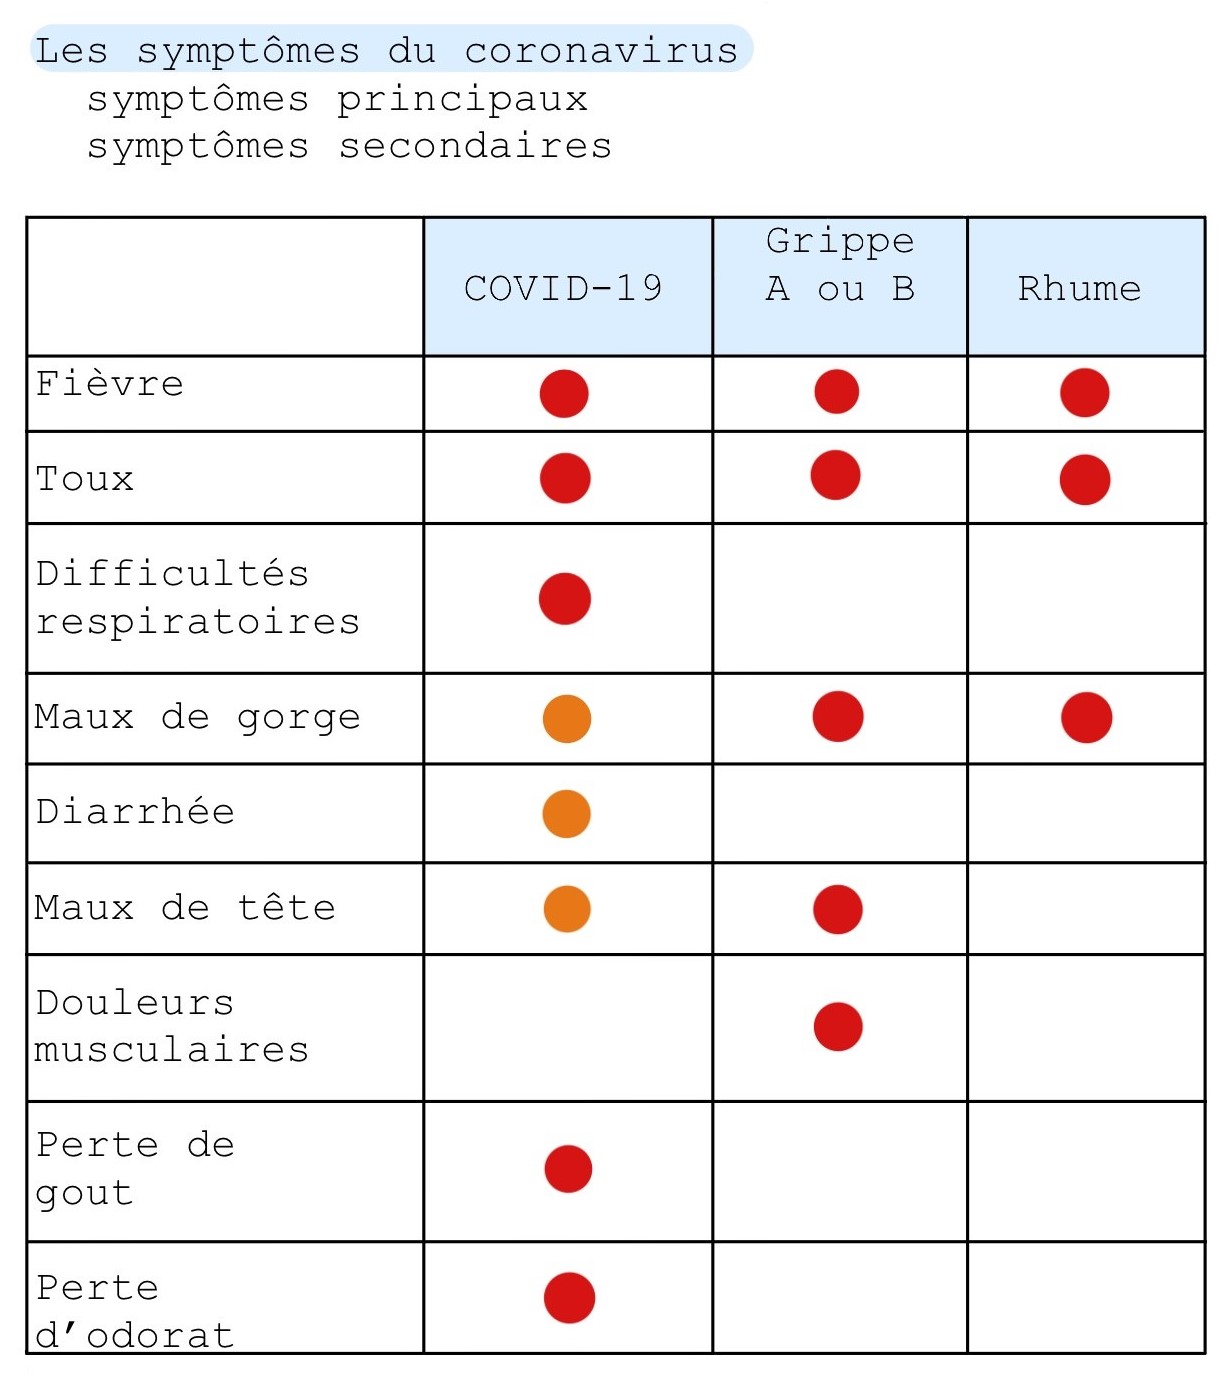 Les symptômes du coronavirus
symptômes principaux
symptômes secondaires
COVID-19
Grippe
A ou B
Rhume
Fièvre
Toux
Difficultés
respiratoires
Maux de gorge
Diarrhée
Maux de tête
Douleurs
musculaires
Perte de
gout
Perte
d’odorat